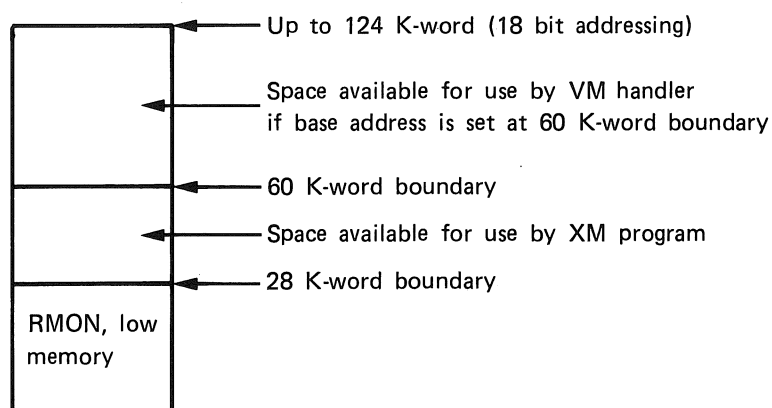 Up to 124 K-word (18 bit addressing)
Space available for use by VM handler
if base address is set at 60 K-word boundary
60 K-word boundary
Space available for use by XM program
28 K-word boundary
RMON, low
memory